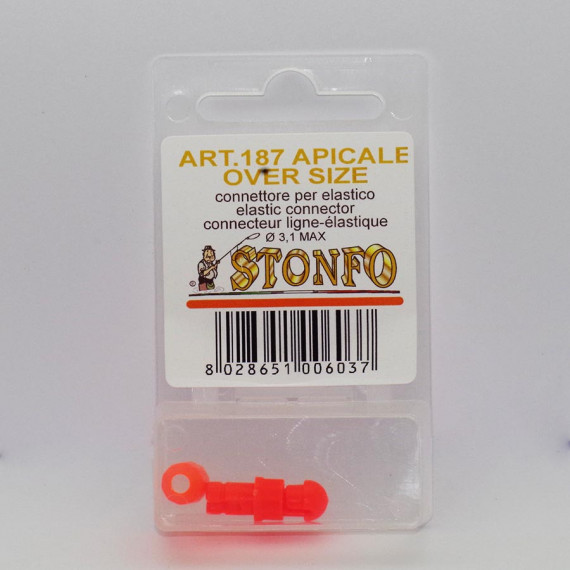 ART.187 APICALE
OVER SIZE
connettore per elastico
elastic connector
connecteur ligne-élastique
Ø 3,1 MAX
© STONFO
8 028651 006037